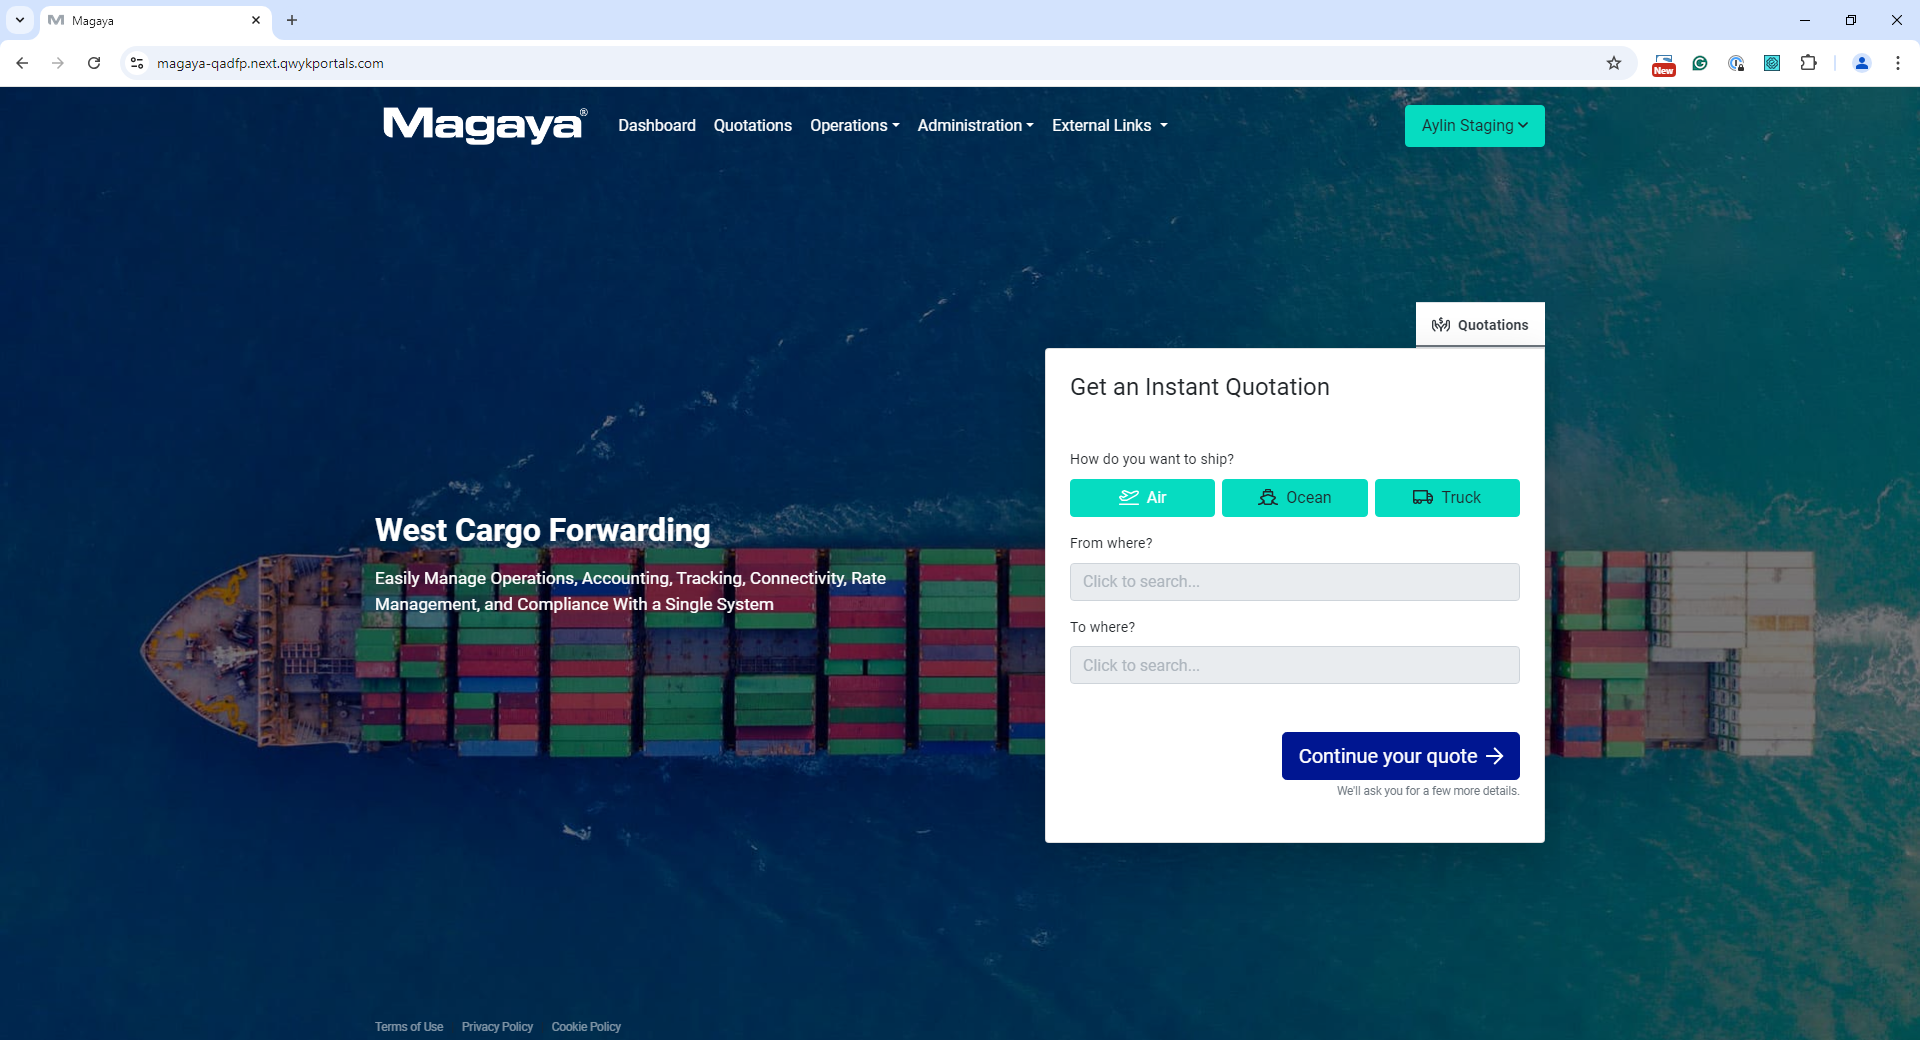 Magaya
magaya-qadfp.next.qwykportals.com
New
Magaya®
Dashboard
Quotations
Operations
Administration
External Links
Aylin Staging
Quotations
Get an Instant Quotation
How do you want to ship?
Air
Ocean
Truck
From where?
Click to search...
To where?
Click to search...
Continue your quote
We'll ask you for a few more details.
West Cargo Forwarding
Easily Manage Operations, Accounting, Tracking, Connectivity, Rate
Management, and Compliance With a Single System
Terms of Use
Privacy Policy
Cookie Policy